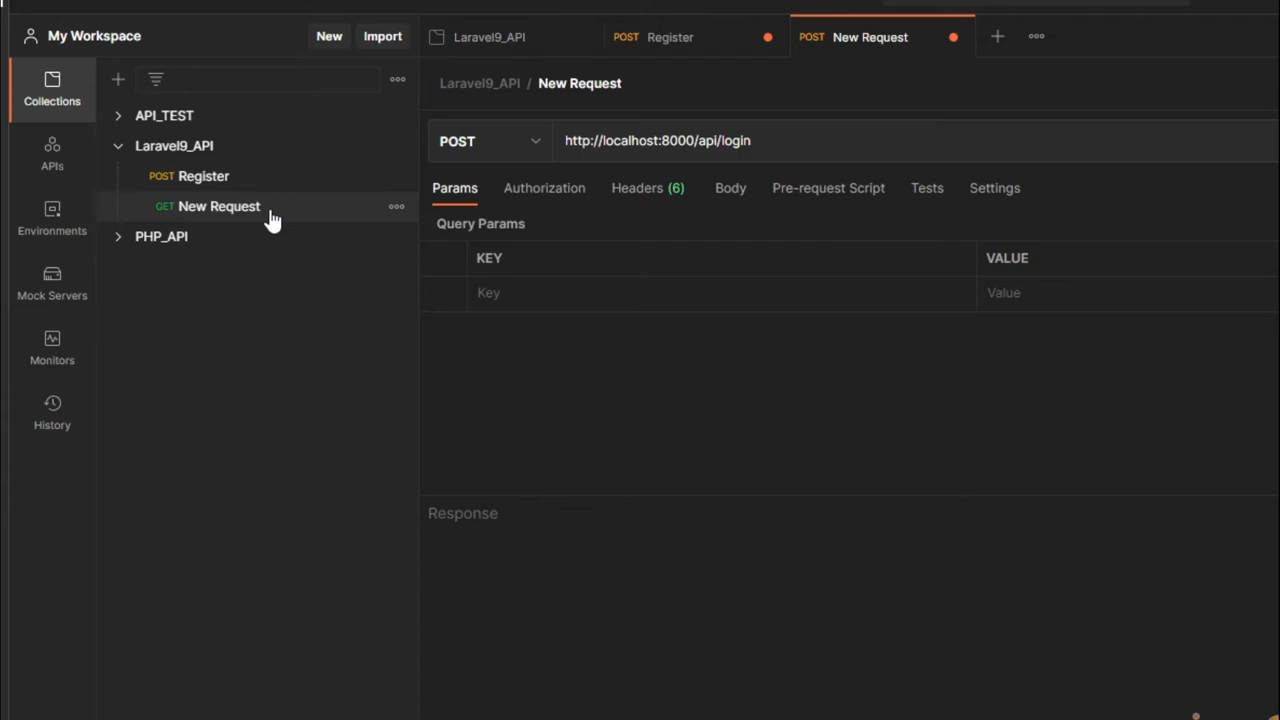 My Workspace
New
Import
Laravel9_API
POST Register
POST New Request
Collections
APIs
Environments
Mock Servers
Monitors
History
API_TEST
Laravel9_API
POST Register
GET New Request
PHP_API
Laravel9_API / New Request
POST
http://localhost:8000/api/login
Params
Authorization
Headers (6)
Body
Pre-request Script
Tests
Settings
Query Params
KEY
VALUE
Key
Value
Response